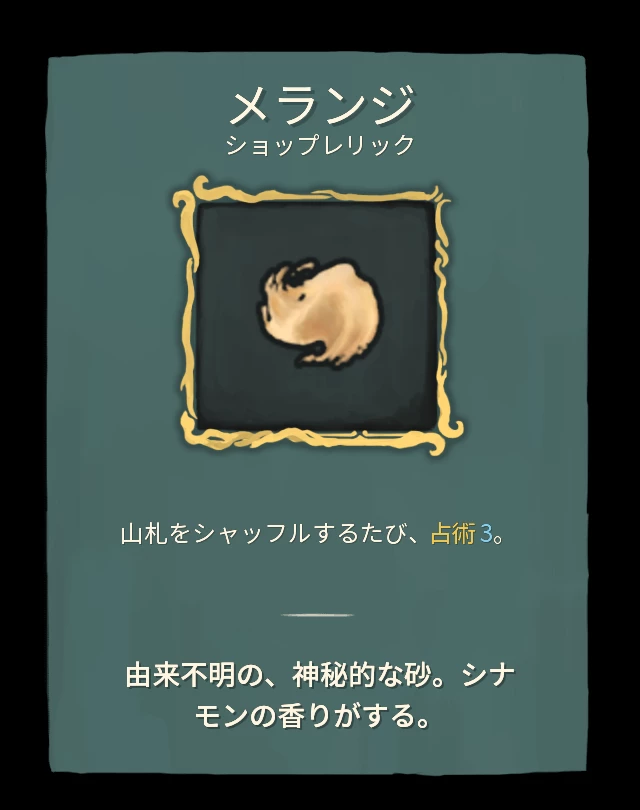 メランジ
ショップレリック
山札をシャッフルするたび、占術 3。
由来不明の、神秘的な砂。シナ
モンの香りがする。